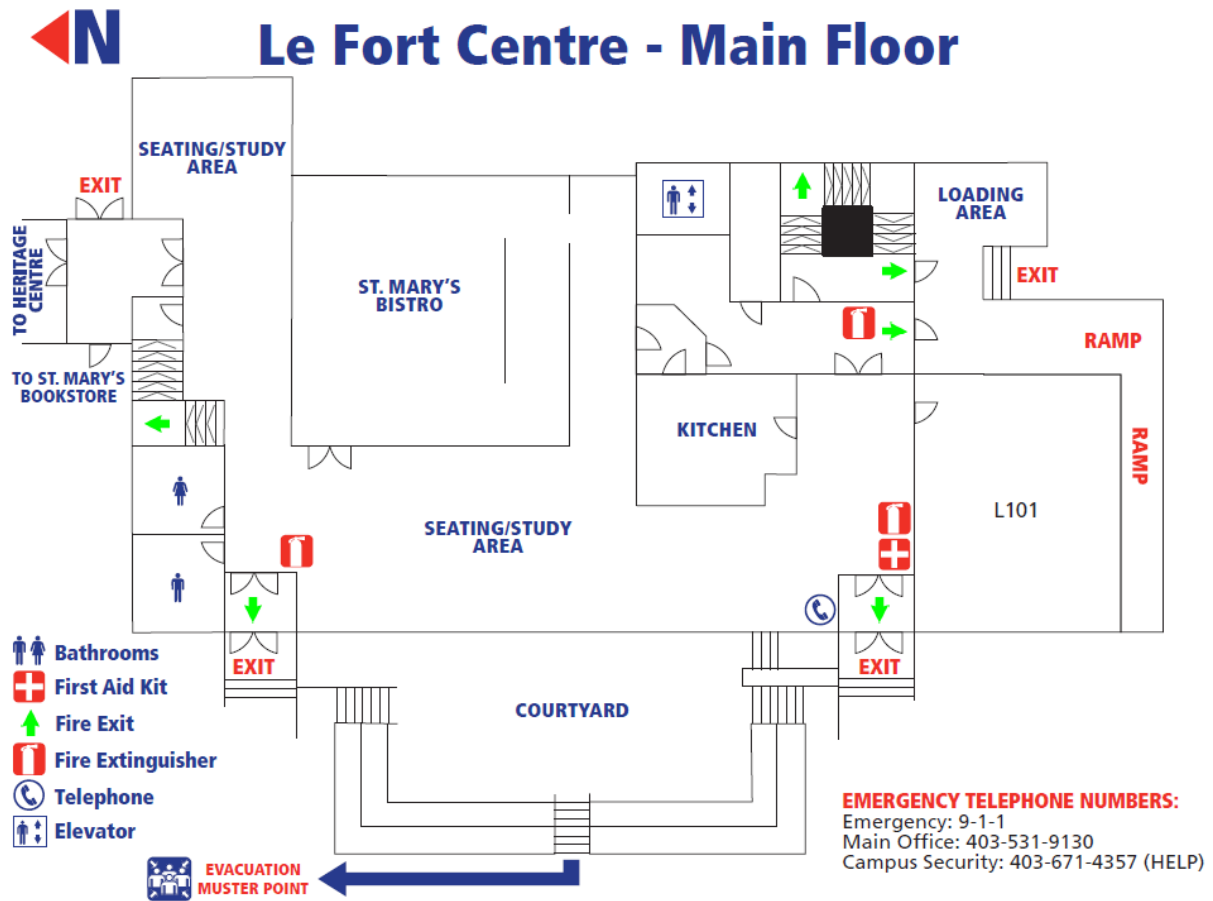 N
Le Fort Centre - Main Floor
SEATING/STUDY
AREA
EXIT
TO HERITAGE
CENTRE
TO ST. MARY'S
BOOKSTORE
ST. MARY'S
BISTRO
LOADING
AREA
EXIT
RAMP
RAMP
KITCHEN
L101
SEATING/STUDY
AREA
EXIT
EXIT
COURTYARD
Bathrooms
First Aid Kit
Fire Exit
Fire Extinguisher
Telephone
Elevator
EVACUATION
MUSTER POINT
EMERGENCY TELEPHONE NUMBERS:
Emergency: 9-1-1
Main Office: 403-531-9130
Campus Security: 403-671-4357 (HELP)